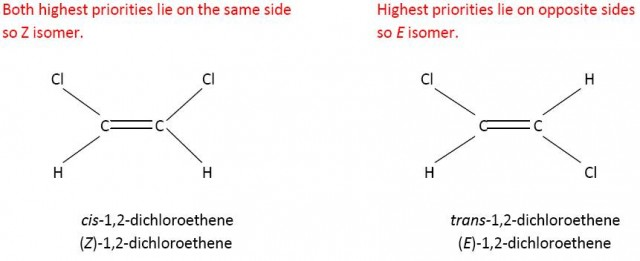 Both highest priorities lie on the same side
so Z isomer.
Highest priorities lie on opposite sides
so E isomer.
Cl Cl
C C
H H
cis-1,2-dichloroethene
(Z)-1,2-dichloroethene
Cl H
C C
H Cl
trans-1,2-dichloroethene
(E)-1,2-dichloroethene